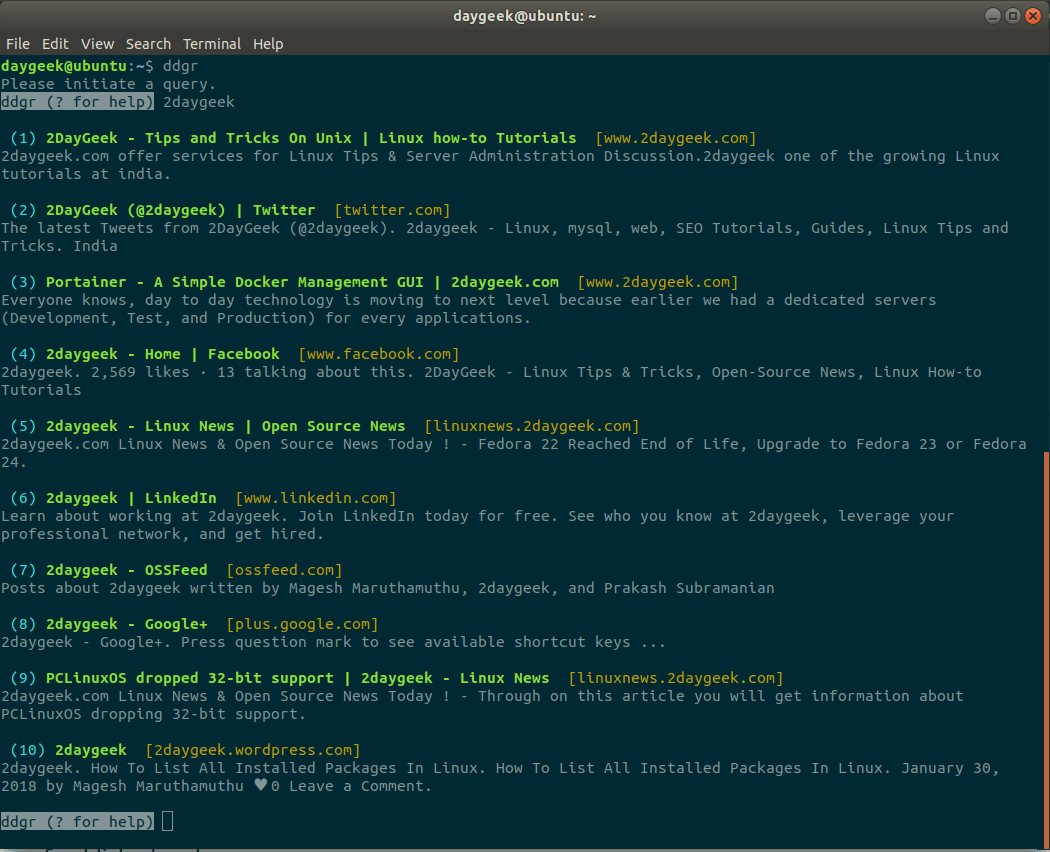 daygeek@ubuntu: ~
File Edit View Search Terminal Help
daygeek@ubuntu:~$ ddgr
Please initiate a query.
ddgr (? for help) 2daygeek
(1) 2DayGeek - Tips and Tricks On Unix | Linux how-to Tutorials [www.2daygeek.com]
2daygeek.com offer services for Linux Tips & Server Administration Discussion.2daygeek one of the growing Linux
tutorials at india.
(2) 2DayGeek (@2daygeek) | Twitter [twitter.com]
The latest Tweets from 2DayGeek (@2daygeek). 2daygeek - Linux, mysql, web, SEO Tutorials, Guides, Linux Tips and
Tricks. India
(3) Portainer - A Simple Docker Management GUI | 2daygeek.com [www.2daygeek.com]
Everyone knows, day to day technology is moving to next level because earlier we had a dedicated servers
(Development, Test, and Production) for every applications.
(4) 2daygeek - Home | Facebook [www.facebook.com]
2daygeek. 2,569 likes · 13 talking about this. 2DayGeek - Linux Tips & Tricks, Open-Source News, Linux How-to
Tutorials
(5) 2daygeek - Linux News | Open Source News [linuxnews.2daygeek.com]
2daygeek.com Linux News & Open Source News Today ! - Fedora 22 Reached End of Life, Upgrade to Fedora 23 or Fedora
24.
(6) 2daygeek | LinkedIn [www.linkedin.com]
Learn about working at 2daygeek. Join LinkedIn today for free. See who you know at 2daygeek, leverage your
professional network, and get hired.
(7) 2daygeek - OSSFeed [ossfeed.com]
Posts about 2daygeek written by Magesh Maruthamuthu, 2daygeek, and Prakash Subramanian
(8) 2daygeek - Google+ [plus.google.com]
2daygeek - Google+. Press question mark to see available shortcut keys ...
(9) PCLinuxOS dropped 32-bit support | 2daygeek - Linux News [linuxnews.2daygeek.com]
2daygeek.com Linux News & Open Source News Today ! - Through on this article you will get information about
PCLinuxOS dropping 32-bit support.
(10) 2daygeek [2daygeek.wordpress.com]
2daygeek. How To List All Installed Packages In Linux. How To List All Installed Packages In Linux. January 30,
2018 by Magesh Maruthamuthu ♥0 Leave a Comment.
ddgr (? for help)